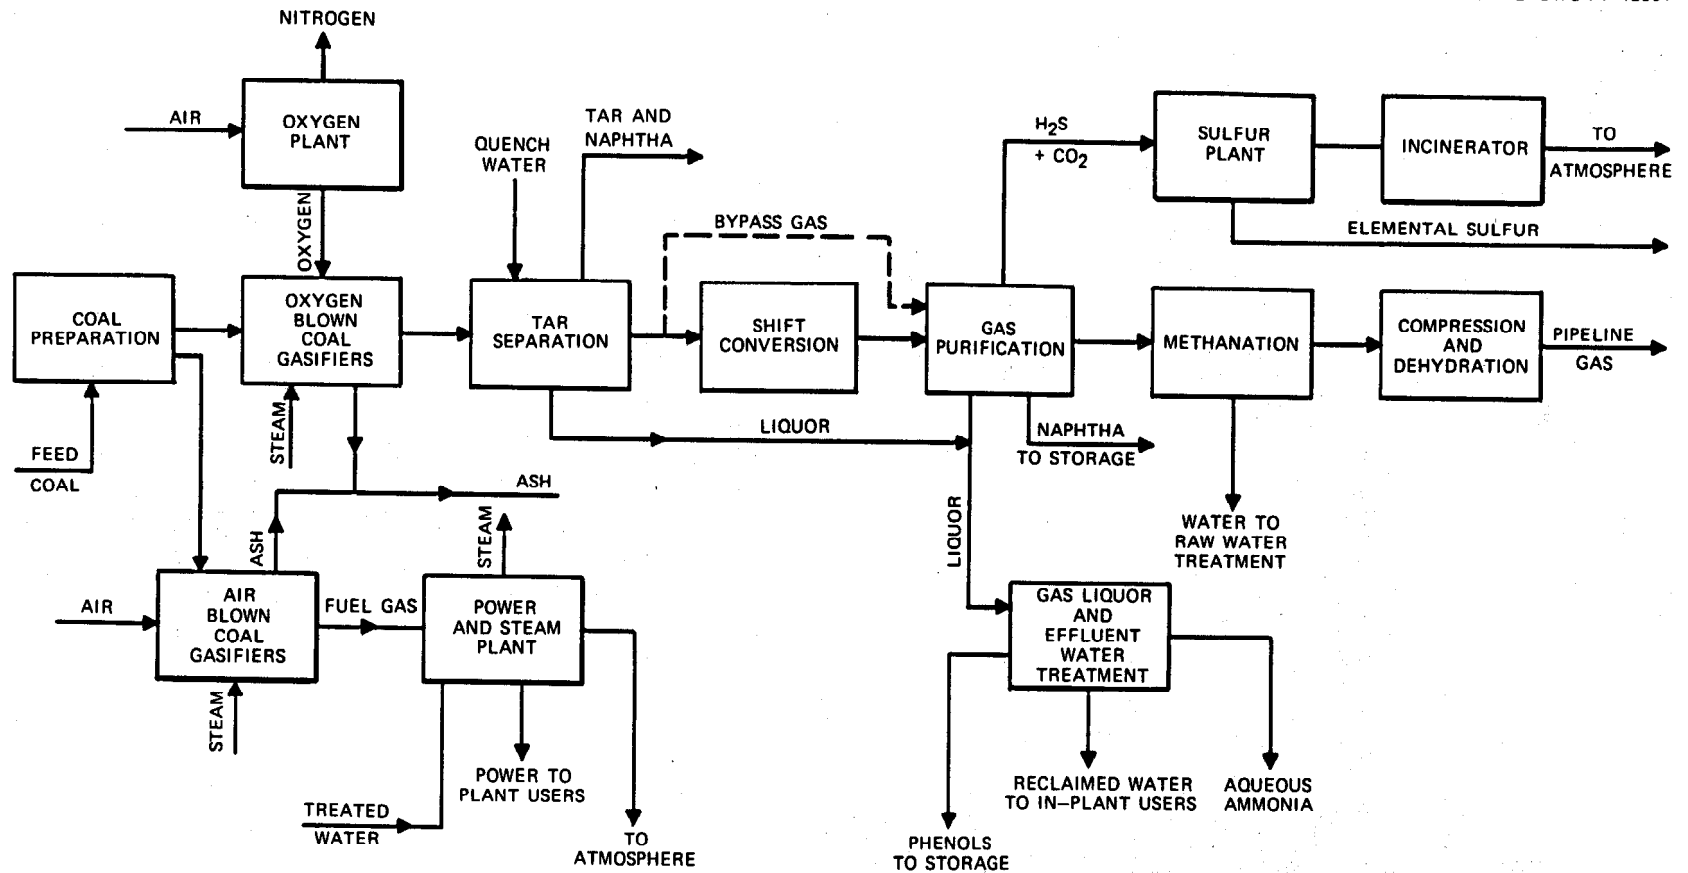 NITROGEN
AIR
OXYGEN
PLANT
OXYGEN
TAR AND
NAPHTHA
QUENCH
WATER
BYPASS GAS
H2S
+ CO2
SULFUR
PLANT
INCINERATOR
TO
ATMOSPHERE
ELEMENTAL SULFUR
COAL
PREPARATION
OXYGEN
BLOWN
COAL
GASIFIERS
TAR
SEPARATION
SHIFT
CONVERSION
GAS
PURIFICATION
METHANATION
COMPRESSION
AND
DEHYDRATION
PIPELINE
GAS
FEED
COAL
STEAM
LIQUOR
NAPHTHA
TO STORAGE
ASH
ASH
STEAM
LIQUOR
WATER TO
RAW WATER
TREATMENT
AIR
AIR
BLOWN
COAL
GASIFIERS
FUEL GAS
POWER
AND STEAM
PLANT
GAS LIQUOR
AND
EFFLUENT
WATER
TREATMENT
STEAM
POWER TO
PLANT USERS
TREATED
WATER
TO
ATMOSPHERE
RECLAIMED WATER
TO IN–PLANT USERS
AQUEOUS
AMMONIA
PHENOLS
TO STORAGE